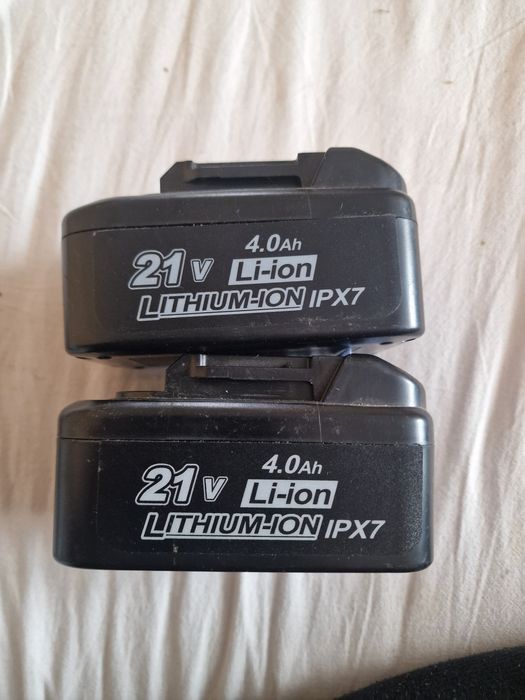 4.0Ah
21V Li-ion
LITHIUM-ION IPX7
4.0Ah
21V Li-ion
LITHIUM-ION IPX7